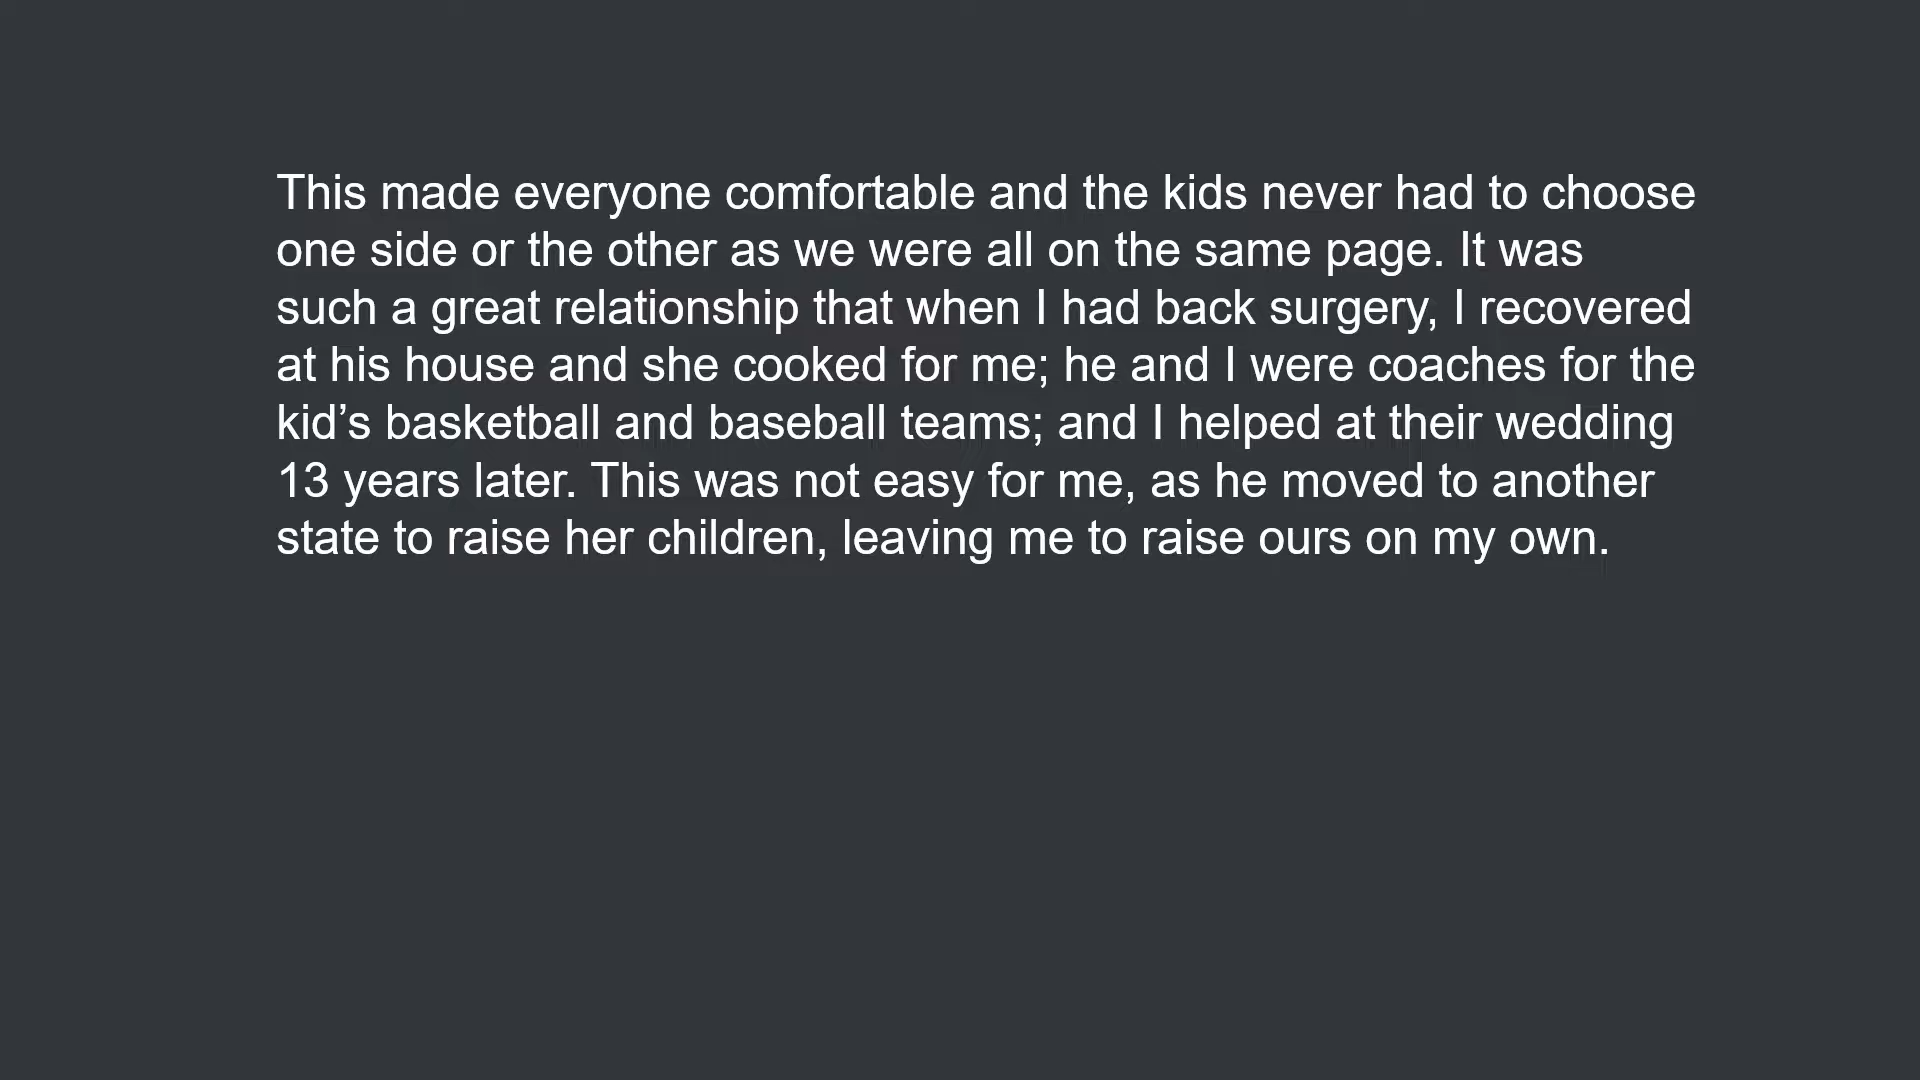 This made everyone comfortable and the kids never had to choose
one side or the other as we were all on the same page. It was
such a great relationship that when I had back surgery, I recovered
at his house and she cooked for me; he and I were coaches for the
kid’s basketball and baseball teams; and I helped at their wedding
13 years later. This was not easy for me, as he moved to another
state to raise her children, leaving me to raise ours on my own.